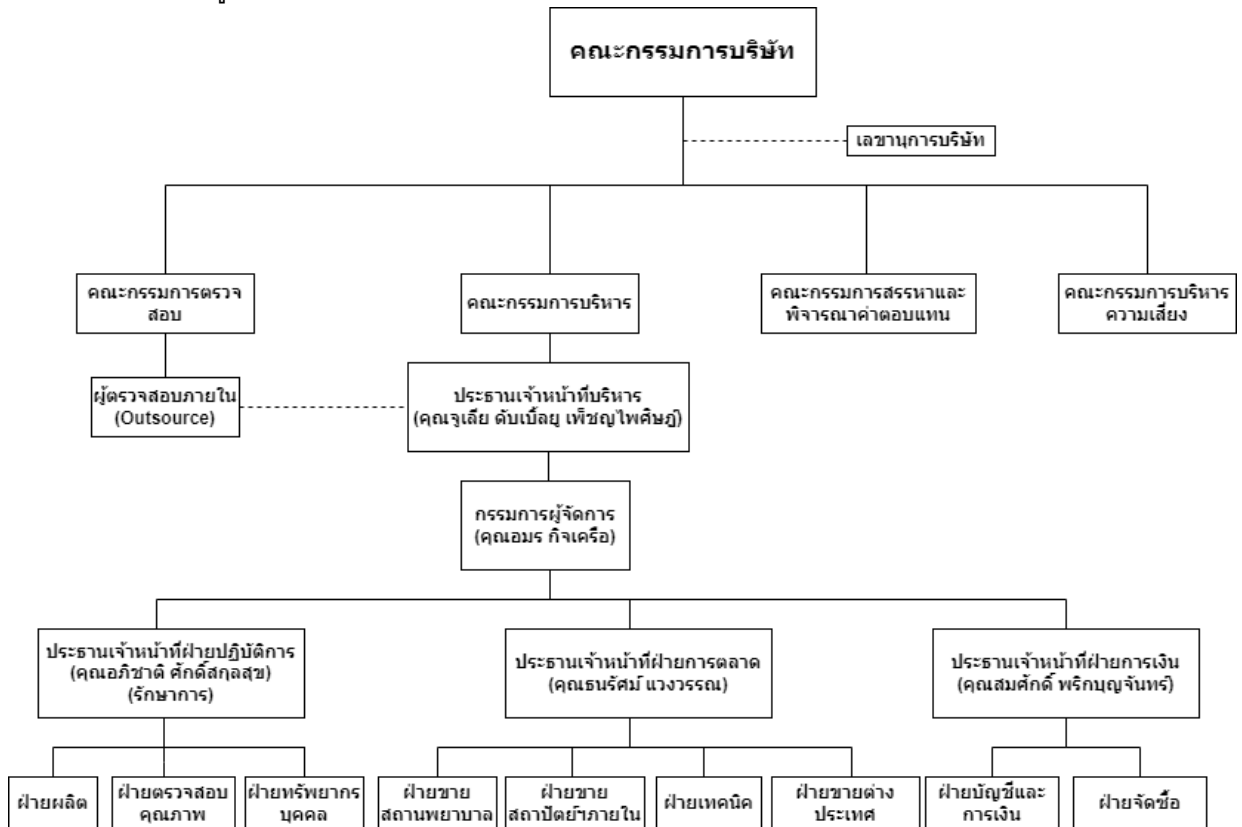 คณะกรรมการบริษัท
เลขานุการบริษัท
คณะกรรมการตรวจ
สอบ
คณะกรรมการบริหาร
คณะกรรมการสรรหาและ
พิจารณาค่าตอบแทน
คณะกรรมการบริหาร
ความเสี่ยง
ผู้ตรวจสอบภายใน
(Outsource)
ประธานเจ้าหน้าที่บริหาร
(คุณจูเลีย ดับเบิ้ลยู เพ็ชญไพศิษฎ์)
กรรมการผู้จัดการ
(คุณอมร กิจเครือ)
ประธานเจ้าหน้าที่ฝ่ายปฏิบัติการ
(คุณอภิชาติ ศักดิ์สกุลสุข)
(รักษาการ)
ประธานเจ้าหน้าที่ฝ่ายการตลาด
(คุณธนรัศม์ แวงวรรณ)
ประธานเจ้าหน้าที่ฝ่ายการเงิน
(คุณสมศักดิ์ พริกบุญจันทร์)
ฝ่ายผลิต
ฝ่ายตรวจสอบ
คุณภาพ
ฝ่ายทรัพยากร
บุคคล
ฝ่ายขาย
สถานพยาบาล
ฝ่ายขาย
สถาปัตย์ฯภายใน
ฝ่ายเทคนิค
ฝ่ายขายต่าง
ประเทศ
ฝ่ายบัญชีและ
การเงิน
ฝ่ายจัดซื้อ